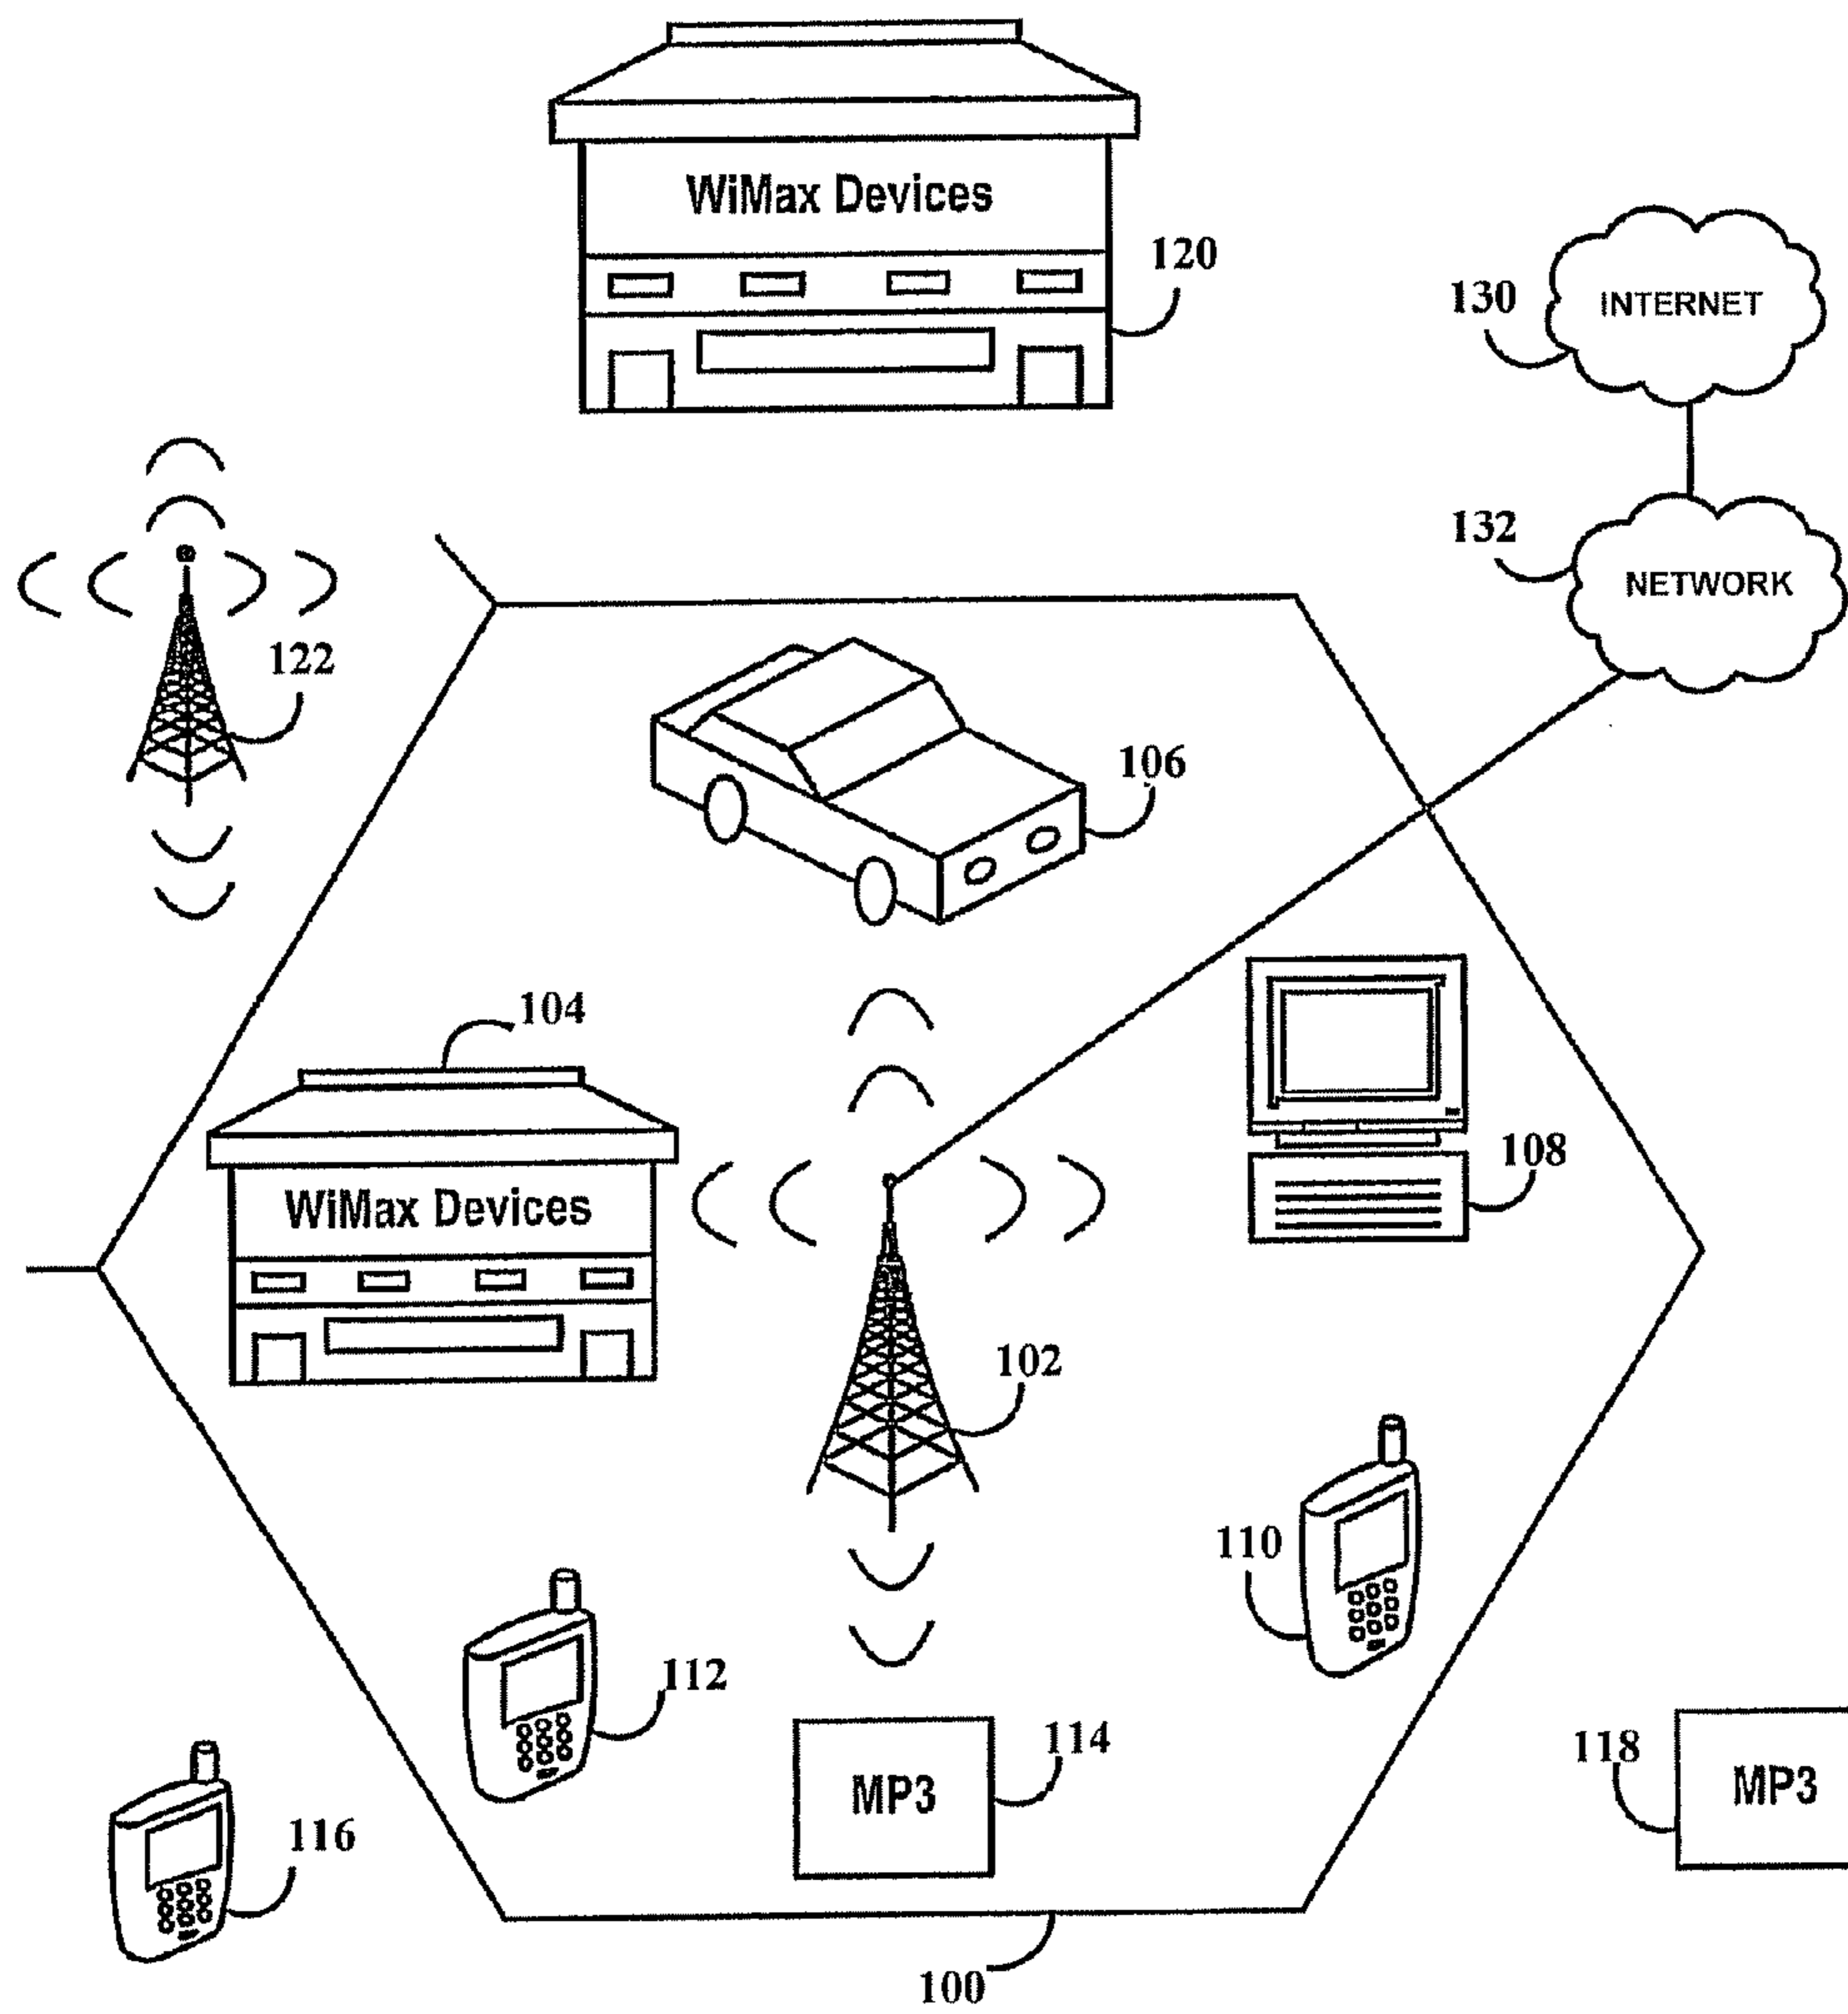 WiMax Devices
120
130
INTERNET
132
NETWORK
122
106
104
WiMax Devices
108
102
110
112
114
MP3
118
MP3
116
100